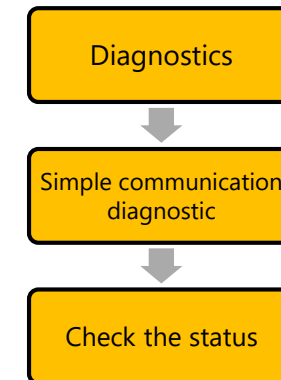 Diagnostics
Simple communication
diagnostic
Check the status